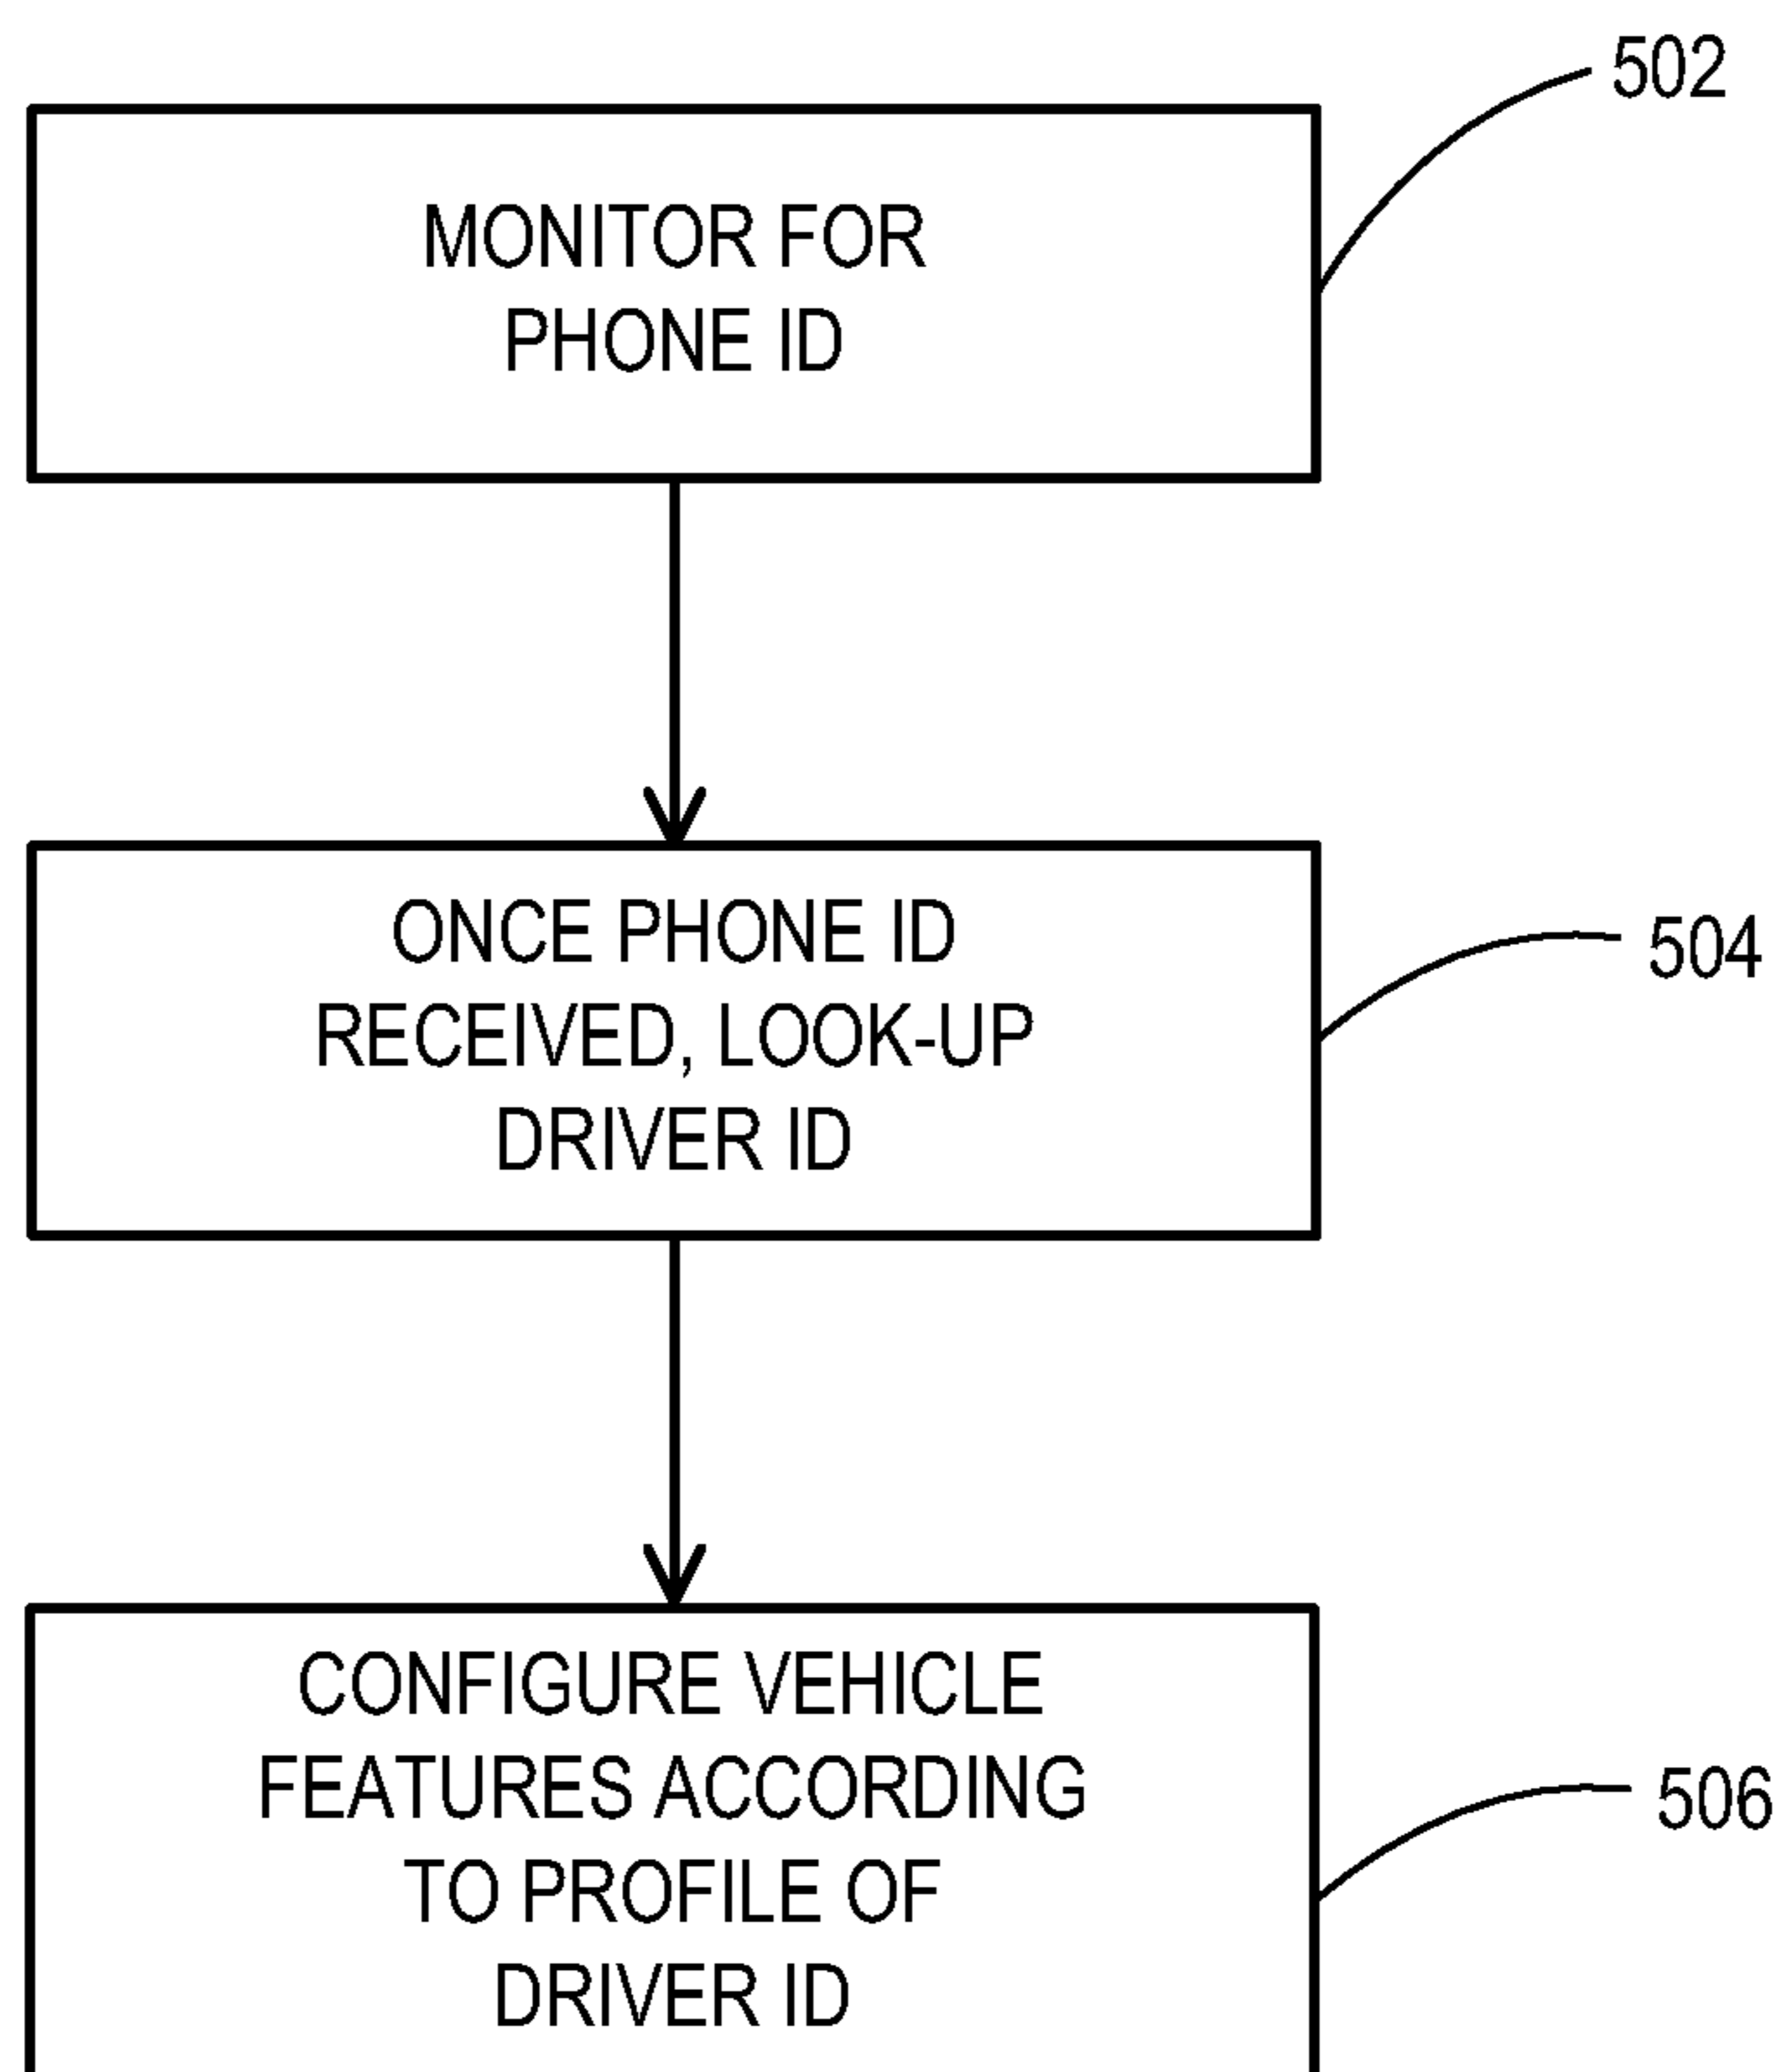 502
MONITOR FOR
PHONE ID
ONCE PHONE ID
504
RECEIVED, LOOK-UP
DRIVER ID
CONFIGURE VEHICLE
FEATURES ACCORDING
506
TO PROFILE OF
DRIVER ID